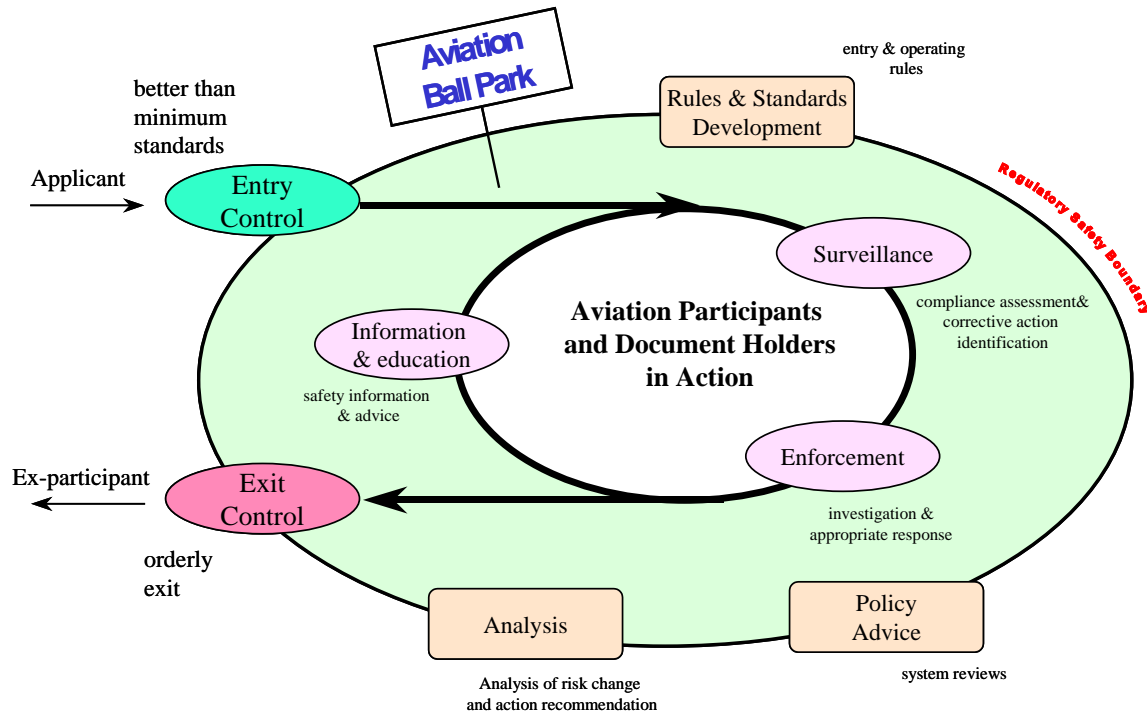 Aviation
Ball Park
entry & operating
rules
better than
minimum
standards
Rules & Standards
Development
Applicant
Entry
Control
Regulatory Safety Boundary
Surveillance
compliance assessment&
corrective action
identification
Aviation Participants
and Document Holders
in Action
Information
& education
safety information
& advice
Ex-participant
Exit
Control
Enforcement
investigation &
appropriate response
orderly
exit
Analysis
Policy
Advice
Analysis of risk change
and action recommendation
system reviews